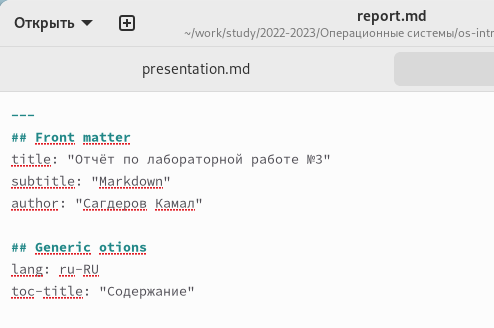 report.md
Открыть
~/work/study/2022-2023/Операционные системы/os-intr
presentation.md
---
## Front matter
title: "Отчёт по лабораторной работе №3"
subtitle: "Markdown"
author: "Сагдеров Камал"
## Generic otions
lang: ru-RU
toc-title: "Содержание"